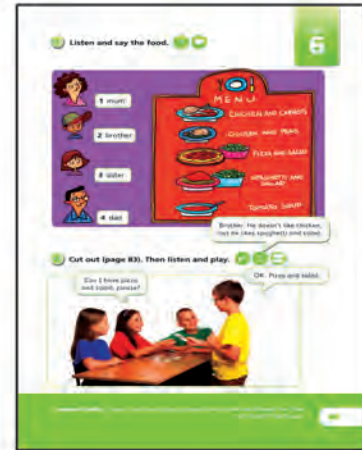 6
Listen and say the food.
MENU
1 mum
CHICKEN AND CARROTS
2 brother
CHICKEN AND PEAS
PIZZA AND SALAD
3 sister
SPAGHETTI AND
SALAD
4 dad
TOMATO SOUP
Brother. He doesn't like chicken,
but he likes spaghetti and salad.
Cut out (page 83). Then listen and play.
Can I have pizza
and salad, please?
OK. Pizza and salad.